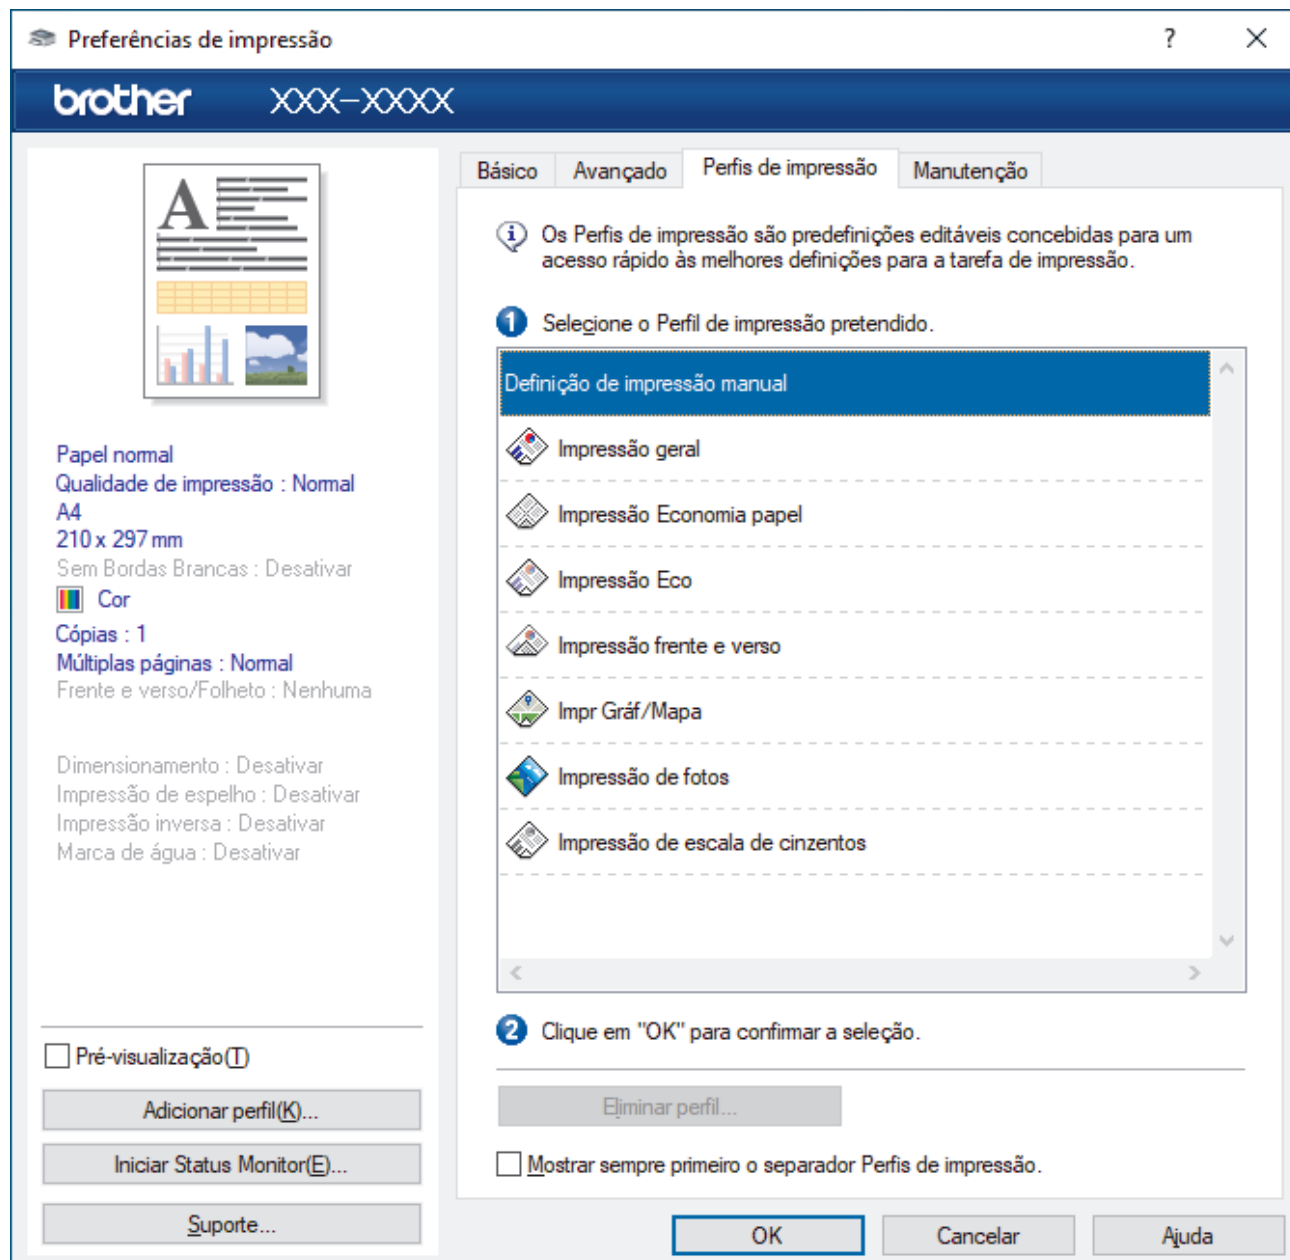 Preferências de impressão
?
brother XXX-XXXX
A
Papel normal
Qualidade de impressão : Normal
A4
210 x 297 mm
Sem Bordas Brancas : Desativar
Cor
Cópias : 1
Múltiplas páginas : Normal
Frente e verso/Folheto : Nenhuma
Dimensionamento : Desativar
Impressão de espelho : Desativar
Impressão inversa : Desativar
Marca de água : Desativar
Pré-visualização(T)
Adicionar perfil(K)...
Iniciar Status Monitor(E)...
Suporte...
Básico Avançado Perfis de impressão Manutenção
Os Perfis de impressão são predefinições editáveis concebidas para um
acesso rápido às melhores definições para a tarefa de impressão.
1 Selecione o Perfil de impressão pretendido.
Definição de impressão manual
Impressão geral
Impressão Economia papel
Impressão Eco
Impressão frente e verso
Impr Gráf/Mapa
Impressão de fotos
Impressão de escala de cinzentos
2 Clique em "OK" para confirmar a seleção.
Eliminar perfil...
Mostrar sempre primeiro o separador Perfis de impressão.
OK Cancelar Ajuda